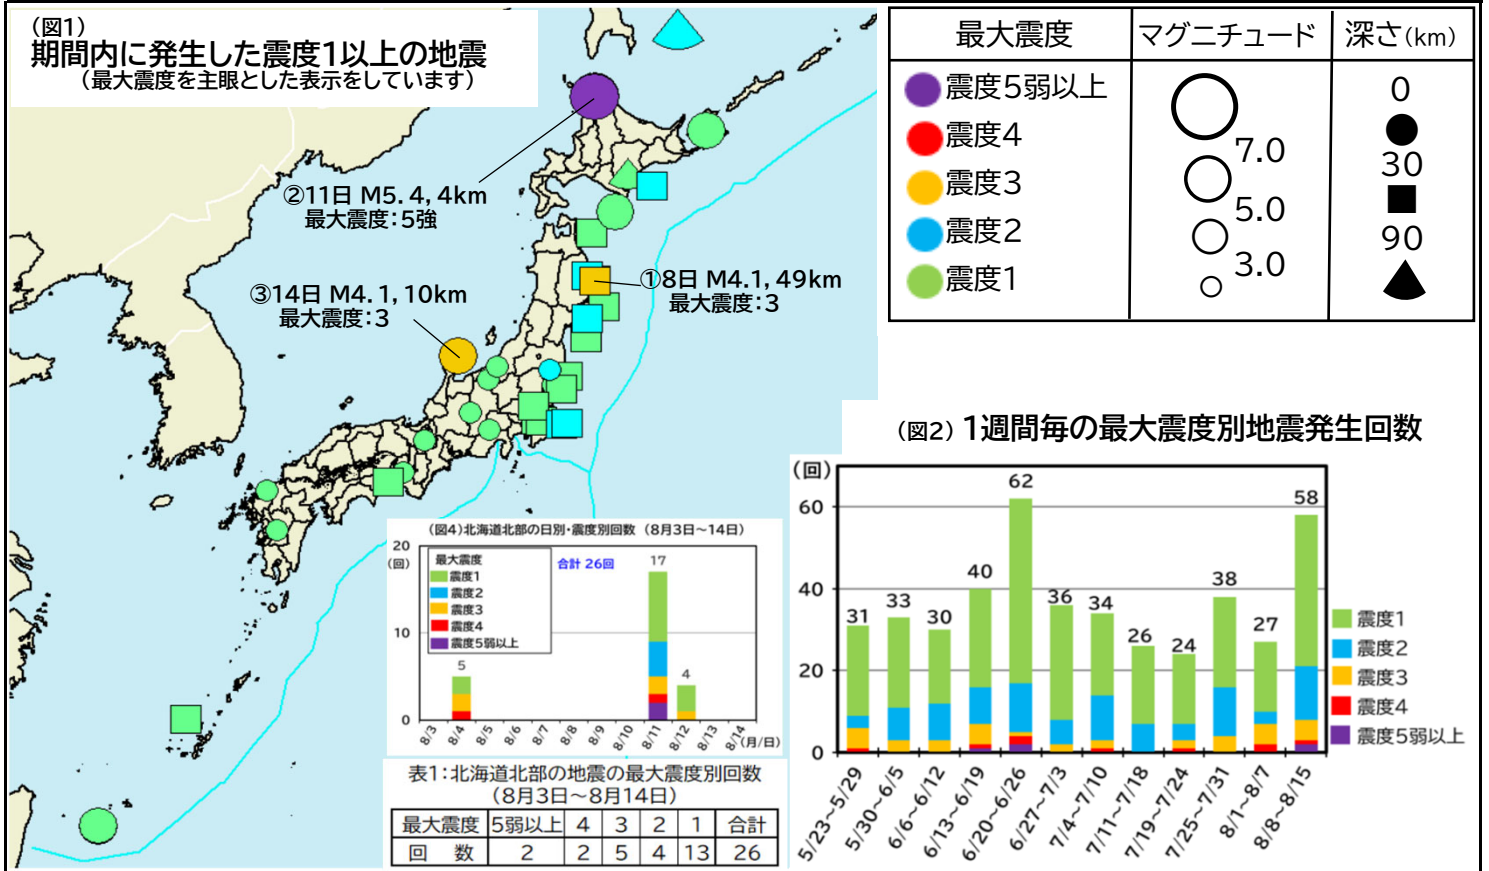 (図1)
期間内に発生した震度1以上の地震
(最大震度を主眼とした表示をしています)
②11日 M5.4, 4km
最大震度:5強
①8日 M4.1, 49km
最大震度:3
③14日 M4.1, 10km
最大震度:3
最大震度 マグニチュード 深さ(km)
震度5弱以上
震度4
震度3
震度2
震度1
7.0
5.0
3.0
0
30
90
(図2) 1週間毎の最大震度別地震発生回数
(回)
60
40
20
0
31 33 30 40 62 36 34 26 24 38 27 58
5/23~5/29
5/30~6/5
6/6~6/12
6/13~6/19
6/20~6/26
6/27~7/3
7/4~7/10
7/11~7/18
7/19~7/24
7/25~7/31
8/1~8/7
8/8~8/15
震度1
震度2
震度3
震度4
震度5弱以上
(図4)北海道北部の日別・震度別回数 (8月3日~14日)
20
(回)
10
0
最大震度
震度1
震度2
震度3
震度4
震度5弱以上
合計 26回
5 17 4
8/3 8/4 8/5 8/6 8/7 8/8 8/9 8/10 8/11 8/12 8/13 8/14 (月/日)
表1:北海道北部の地震の最大震度別回数
(8月3日~8月14日)
最大震度 5弱以上 4 3 2 1 合計
回 数 2 2 5 4 13 26